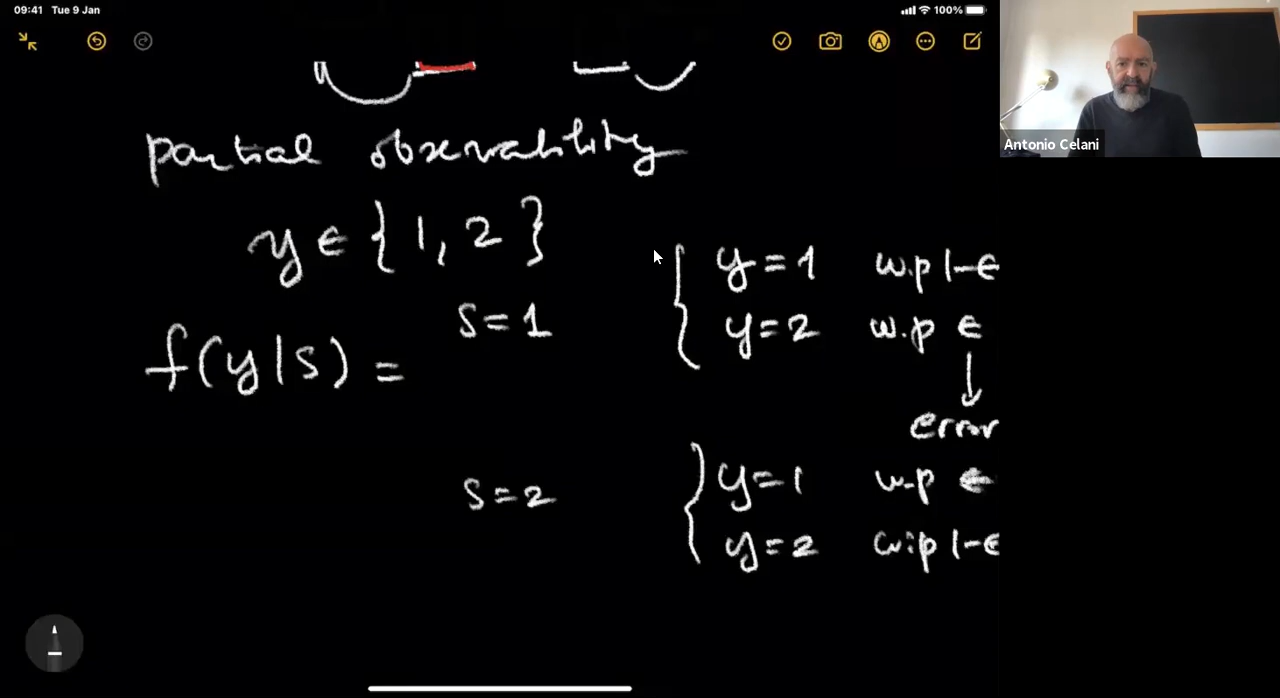 09:41 Tue 9 Jan
100%
Antonio Celani
partial observability
y ∈ { 1, 2 }
f(y|s) =
s = 1
{ y = 1 w.p 1-ϵ
y = 2 w.p ϵ
↓
error
s = 2
{ y = 1 w.p ϵ
y = 2 w.p 1-ϵ